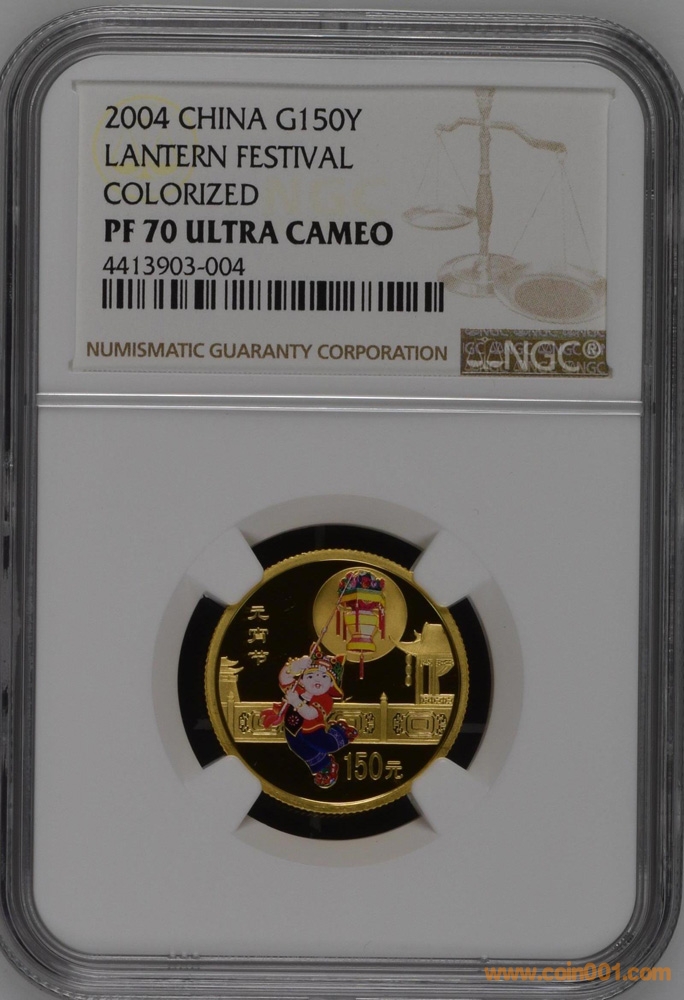 2004 CHINA G150Y
LANTERN FESTIVAL
COLORIZED
PF 70 ULTRA CAMEO
4413903-004
NUMISMATIC GUARANTY CORPORATION
NGC®
元宵节
150元
www.coin001.com